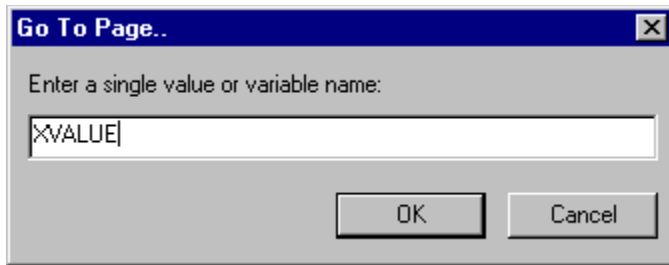 Go To Page..
Enter a single value or variable name:
XVALUE
OK Cancel